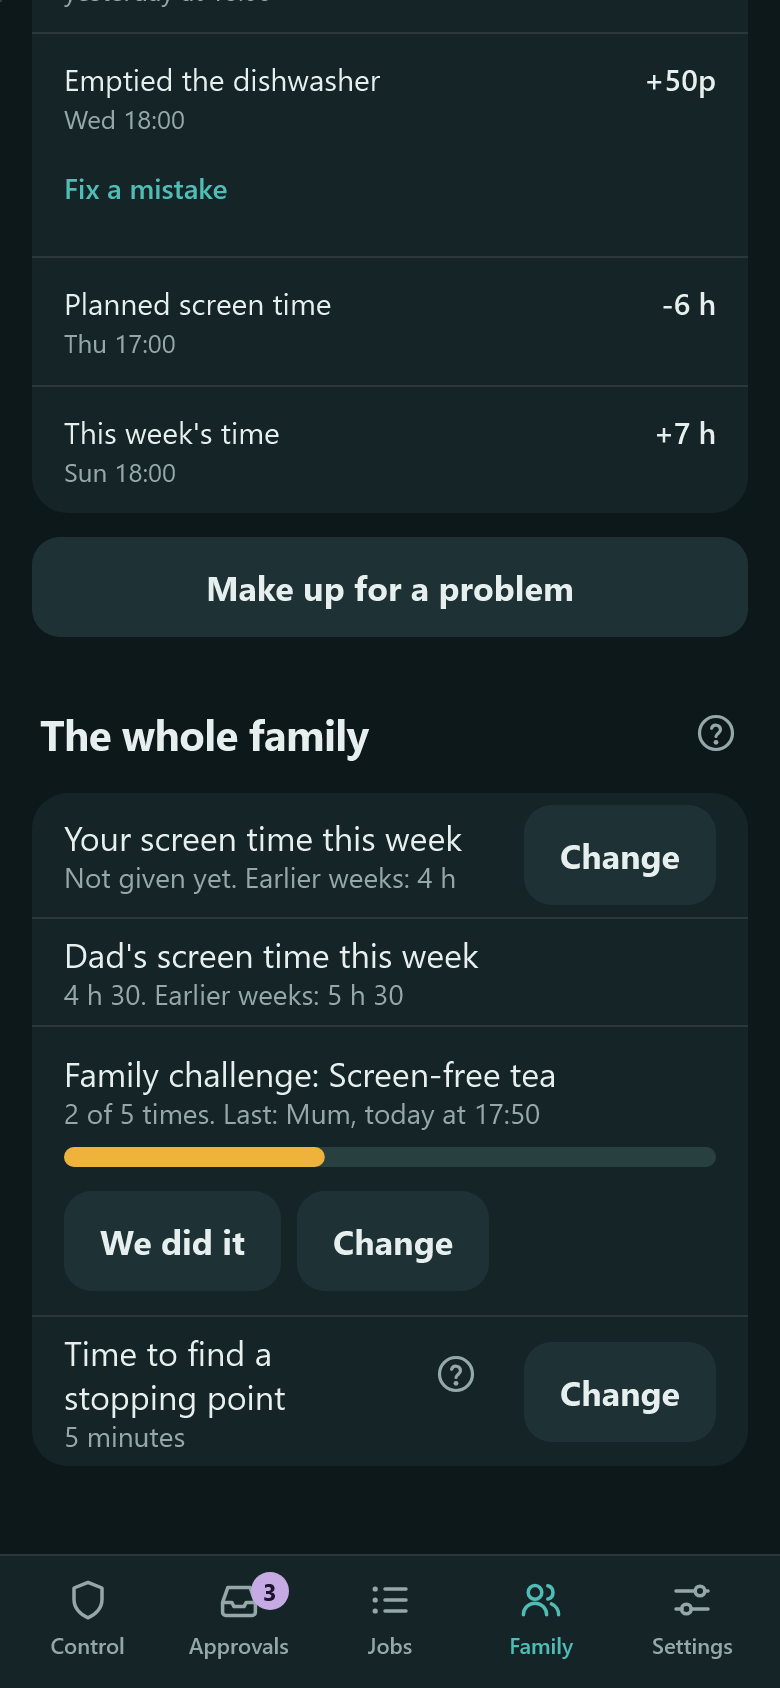 Emptied the dishwasher
+50p
Wed 18:00
Fix a mistake
Planned screen time
-6 h
Thu 17:00
This week's time
+7 h
Sun 18:00
Make up for a problem
The whole family
?
Your screen time this week
Not given yet. Earlier weeks: 4 h
Change
Dad's screen time this week
4 h 30. Earlier weeks: 5 h 30
Family challenge: Screen-free tea
2 of 5 times. Last: Mum, today at 17:50
We did it
Change
Time to find a
stopping point
5 minutes
?
Change
3
Control
Approvals
Jobs
Family
Settings